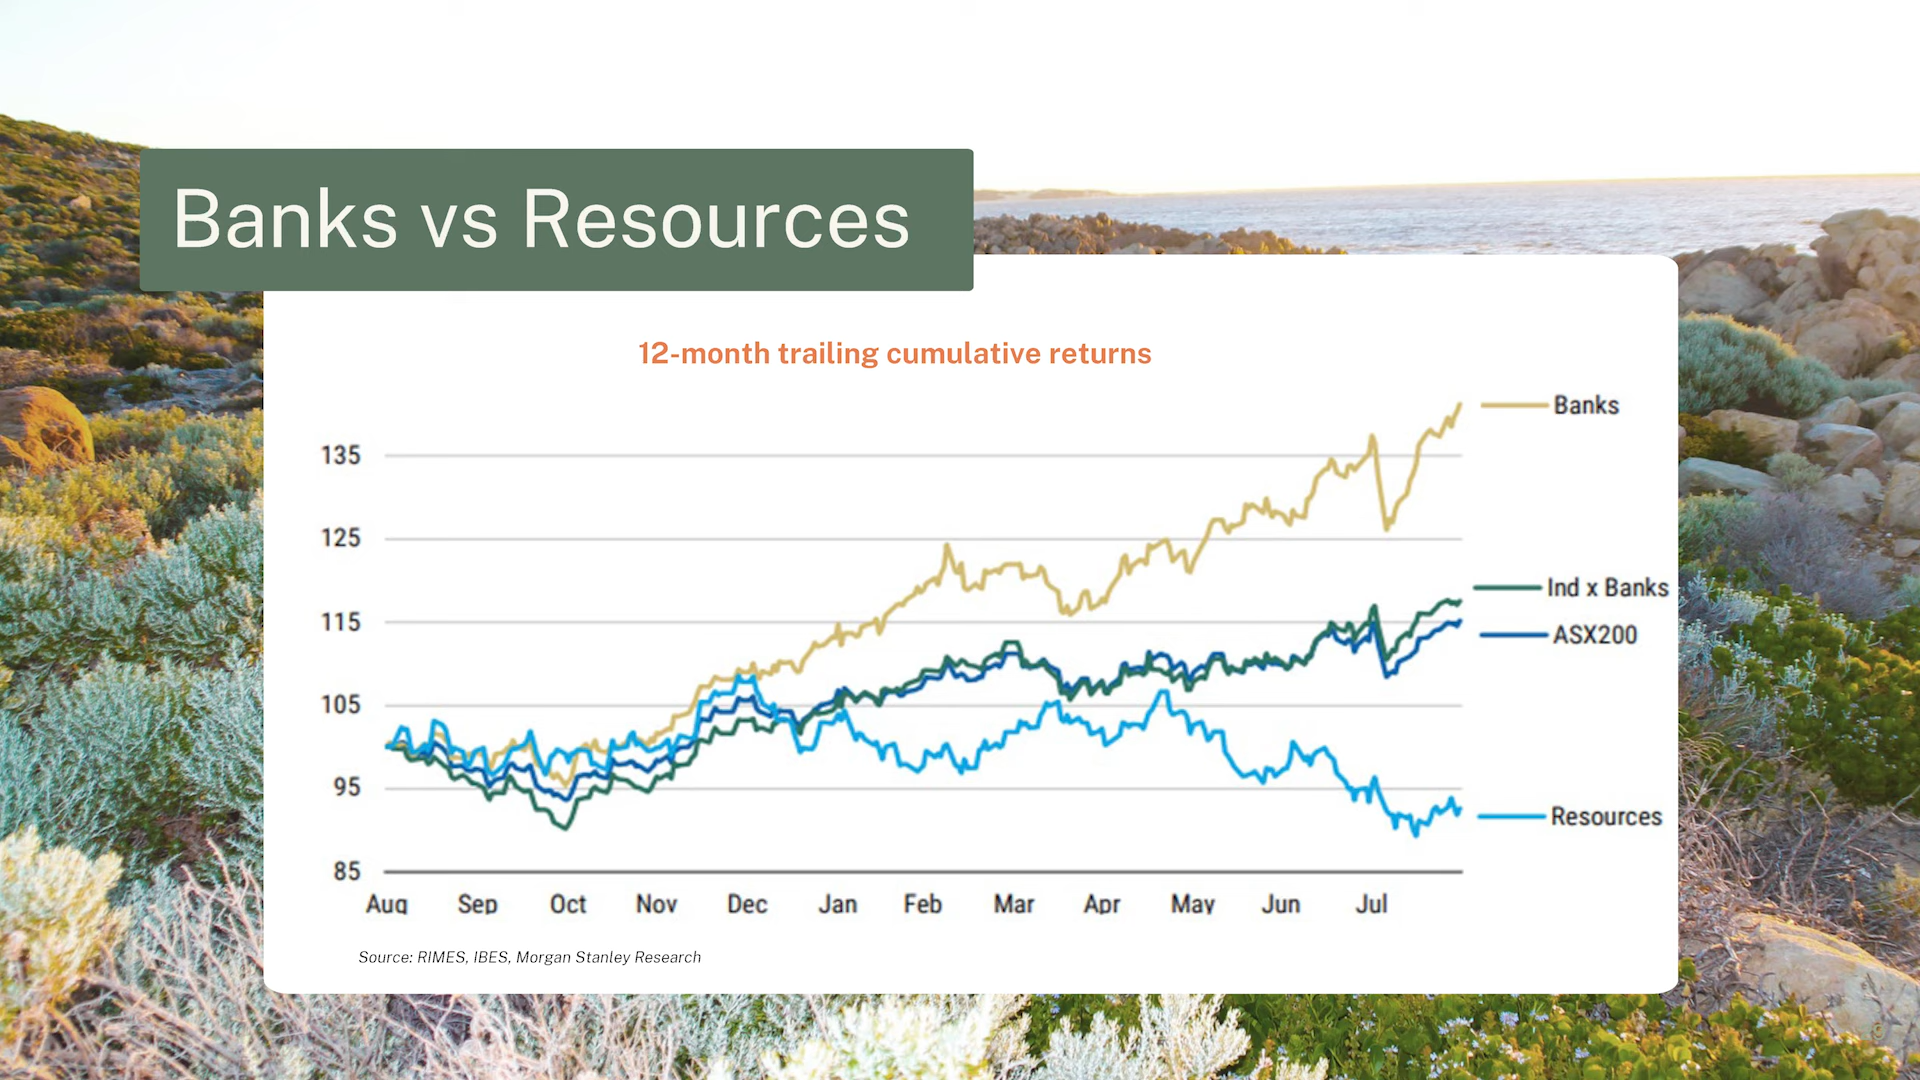 Banks vs Resources
12-month trailing cumulative returns
Banks
135
125
Ind x Banks
115
ASX200
105
95
Resources
85
Aug Sep Oct Nov Dec Jan Feb Mar Apr May Jun Jul
Source: RIMES, IBES, Morgan Stanley Research